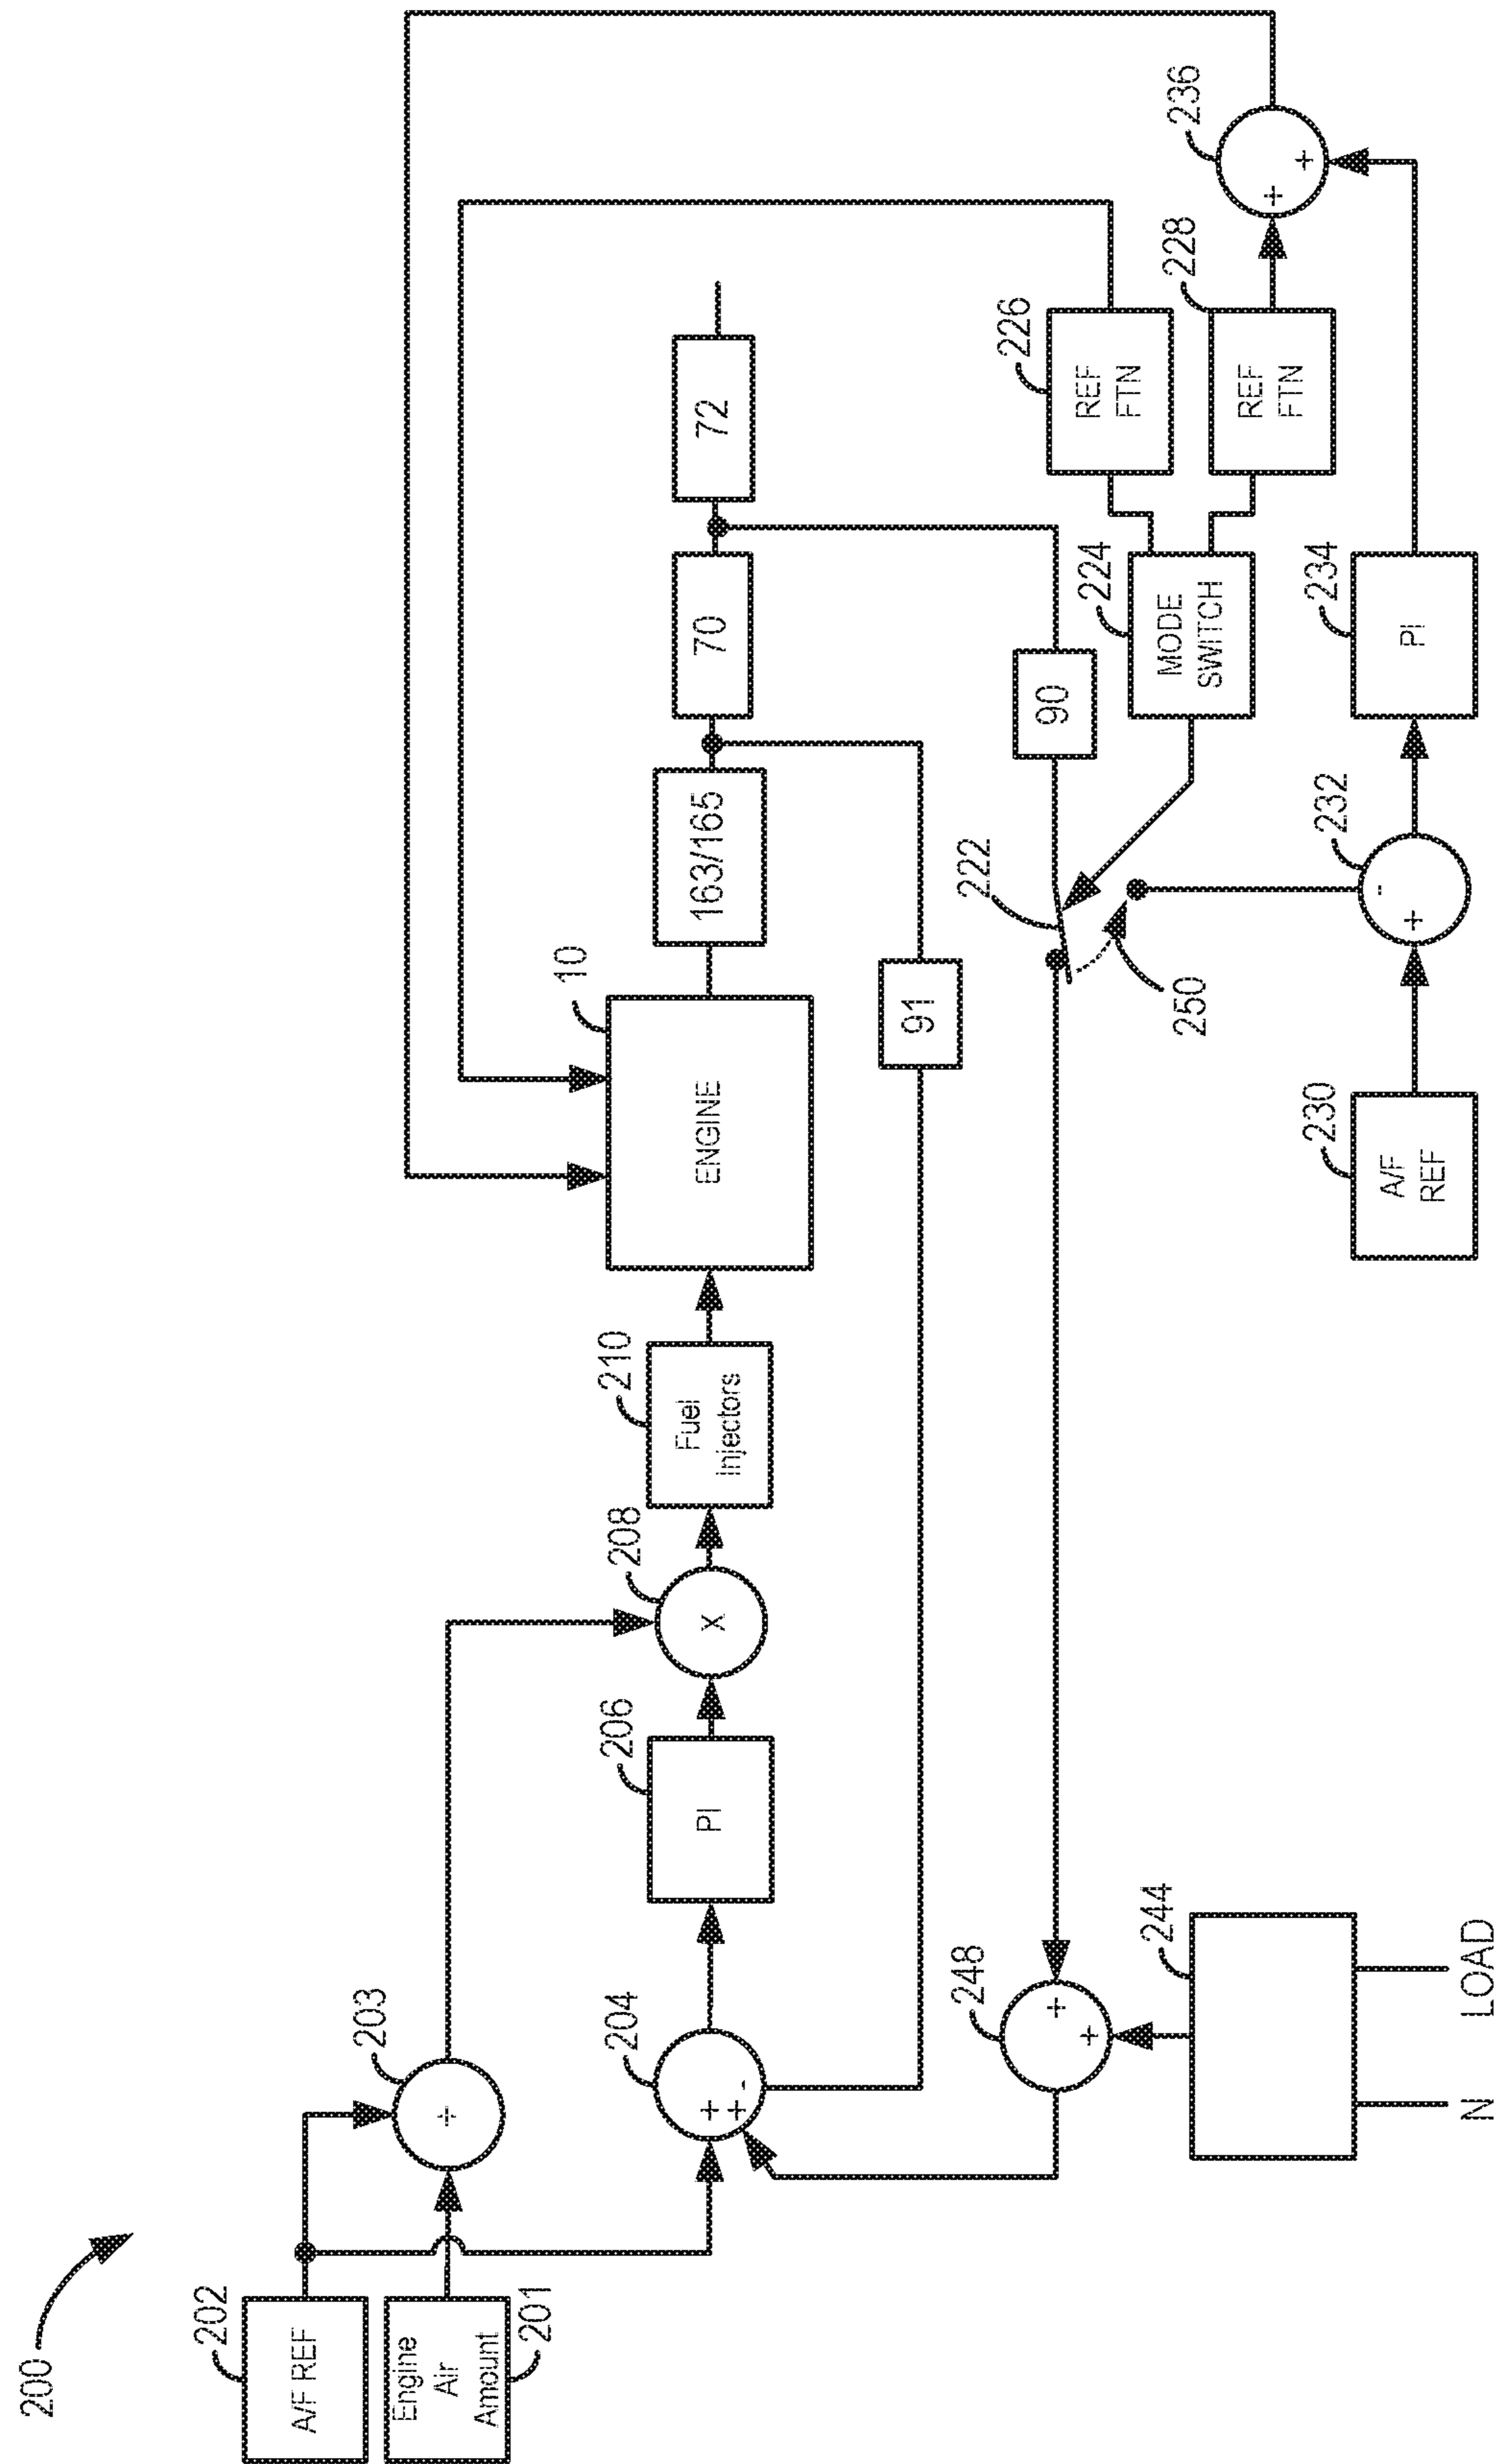 200
202
A/F REF
Engine
Air
Amount
201
203
÷
204
+
+
-
206
PI
208
X
210
Fuel
Injectors
10
ENGINE
163/165
70
72
91
90
222
250
224
MODE
SWITCH
226
REF
FTN
228
REF
FTN
236
+
+
230
A/F
REF
232
+
-
234
PI
248
+
+
244
N
LOAD